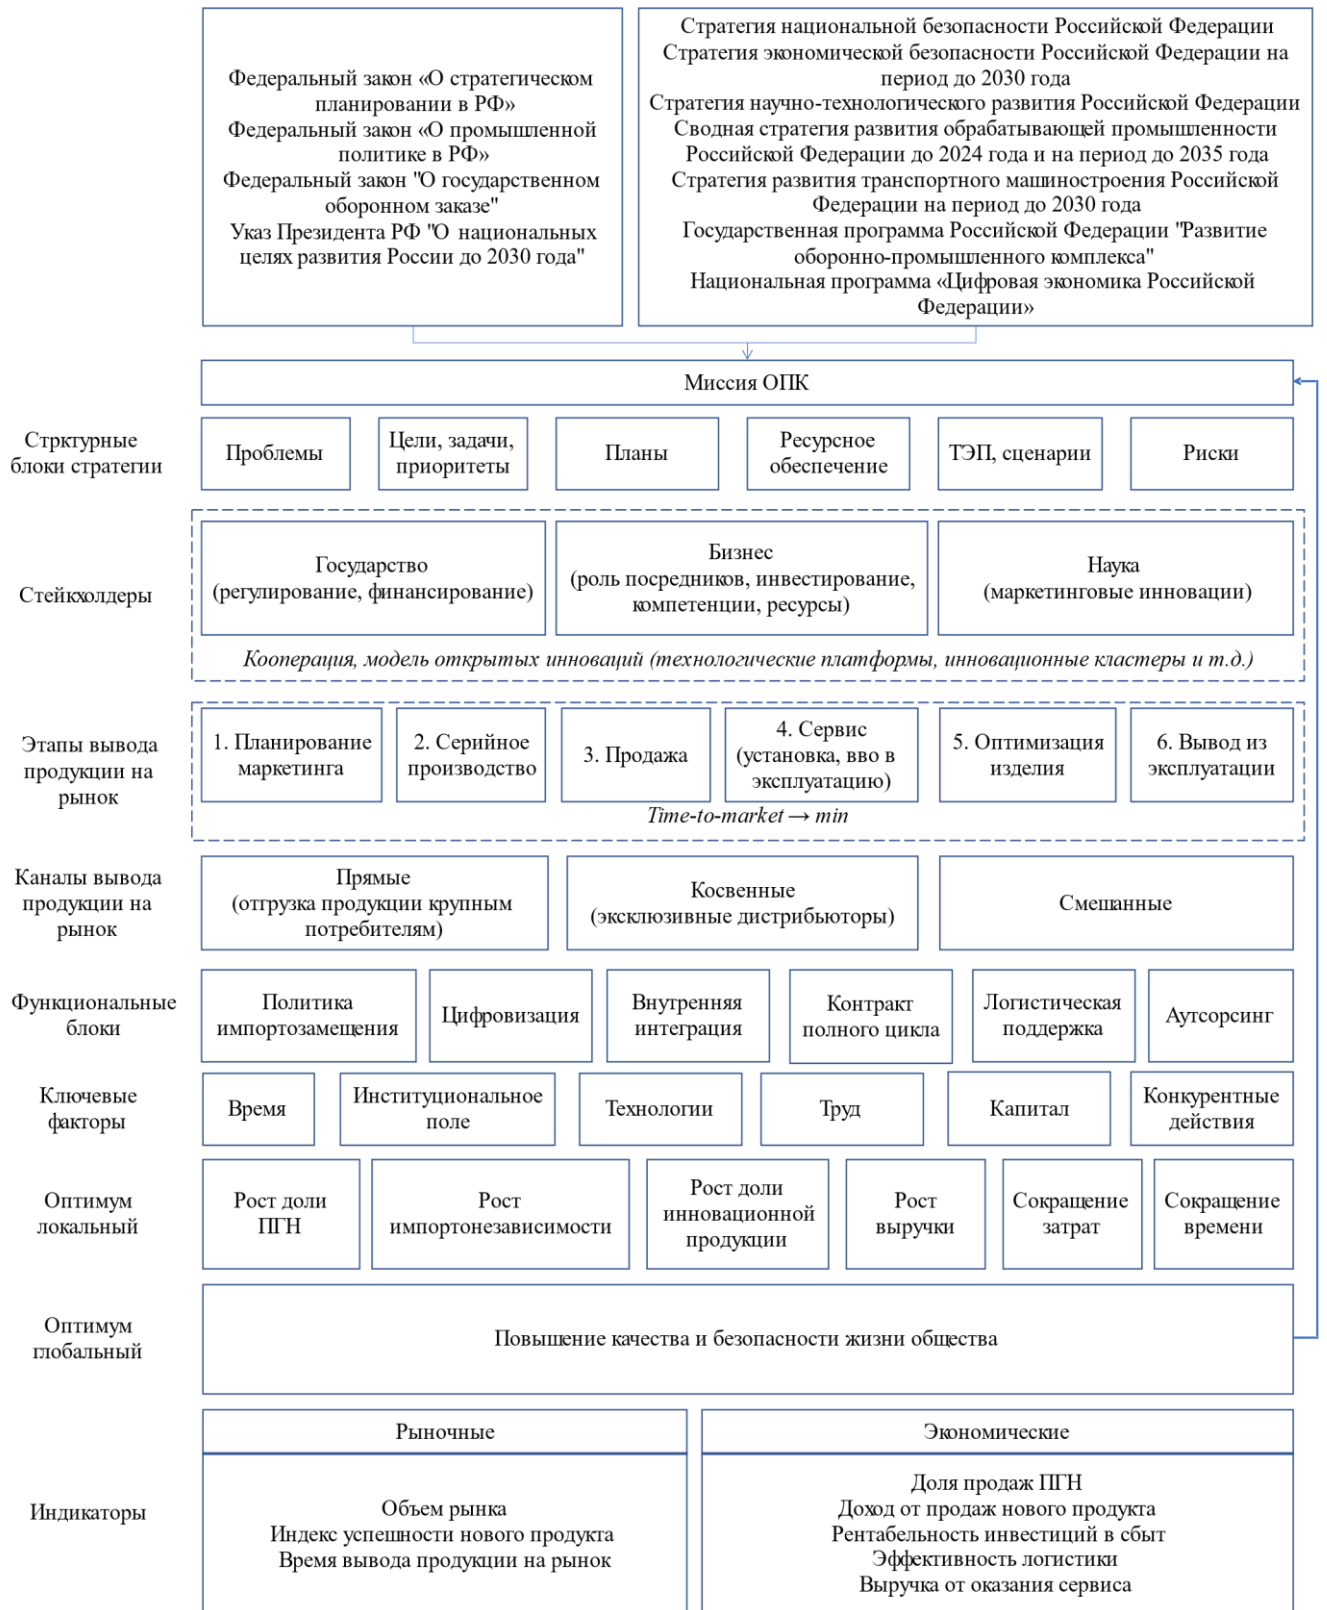 Федеральный закон «О стратегическом
планировании в РФ»
Федеральный закон «О промышленной
политике в РФ»
Федеральный закон "О государственном
оборонном заказе"
Указ Президента РФ "О национальных
целях развития России до 2030 года"
Стратегия национальной безопасности Российской Федерации
Стратегия экономической безопасности Российской Федерации на
период до 2030 года
Стратегия научно-технологического развития Российской Федерации
Сводная стратегия развития обрабатывающей промышленности
Российской Федерации до 2024 года и на период до 2035 года
Стратегия развития транспортного машиностроения Российской
Федерации на период до 2030 года
Государственная программа Российской Федерации "Развитие
оборонно-промышленного комплекса"
Национальная программа «Цифровая экономика Российской
Федерации»
Миссия ОПК
Стрктурные
блоки стратегии
Проблемы
Цели, задачи,
приоритеты
Планы
Ресурсное
обеспечение
ТЭП, сценарии
Риски
Стейкхолдеры
Государство
(регулирование, финансирование)
Бизнес
(роль посредников, инвестирование,
компетенции, ресурсы)
Наука
(маркетинговые инновации)
Кооперация, модель открытых инноваций (технологические платформы, инновационные кластеры и т.д.)
Этапы вывода
продукции на
рынок
1. Планирование
маркетинга
2. Серийное
производство
3. Продажа
4. Сервис
(установка, вво в
эксплуатацию)
5. Оптимизация
изделия
6. Вывод из
эксплуатации
Time-to-market → min
Каналы вывода
продукции на
рынок
Прямые
(отгрузка продукции крупным
потребителям)
Косвенные
(эксклюзивные дистрибьюторы)
Смешанные
Функциональные
блоки
Политика
импортозамещения
Цифровизация
Внутренняя
интеграция
Контракт
полного цикла
Логистическая
поддержка
Аутсорсинг
Ключевые
факторы
Время
Институциональное
поле
Технологии
Труд
Капитал
Конкурентные
действия
Оптимум
локальный
Рост доли
ПГН
Рост
импортонезависимости
Рост доли
инновационной
продукции
Рост
выручки
Сокращение
затрат
Сокращение
времени
Оптимум
глобальный
Повышение качества и безопасности жизни общества
Индикаторы
Рыночные
Объем рынка
Индекс успешности нового продукта
Время вывода продукции на рынок
Экономические
Доля продаж ПГН
Доход от продаж нового продукта
Рентабельность инвестиций в сбыт
Эффективность логистики
Выручка от оказания сервиса